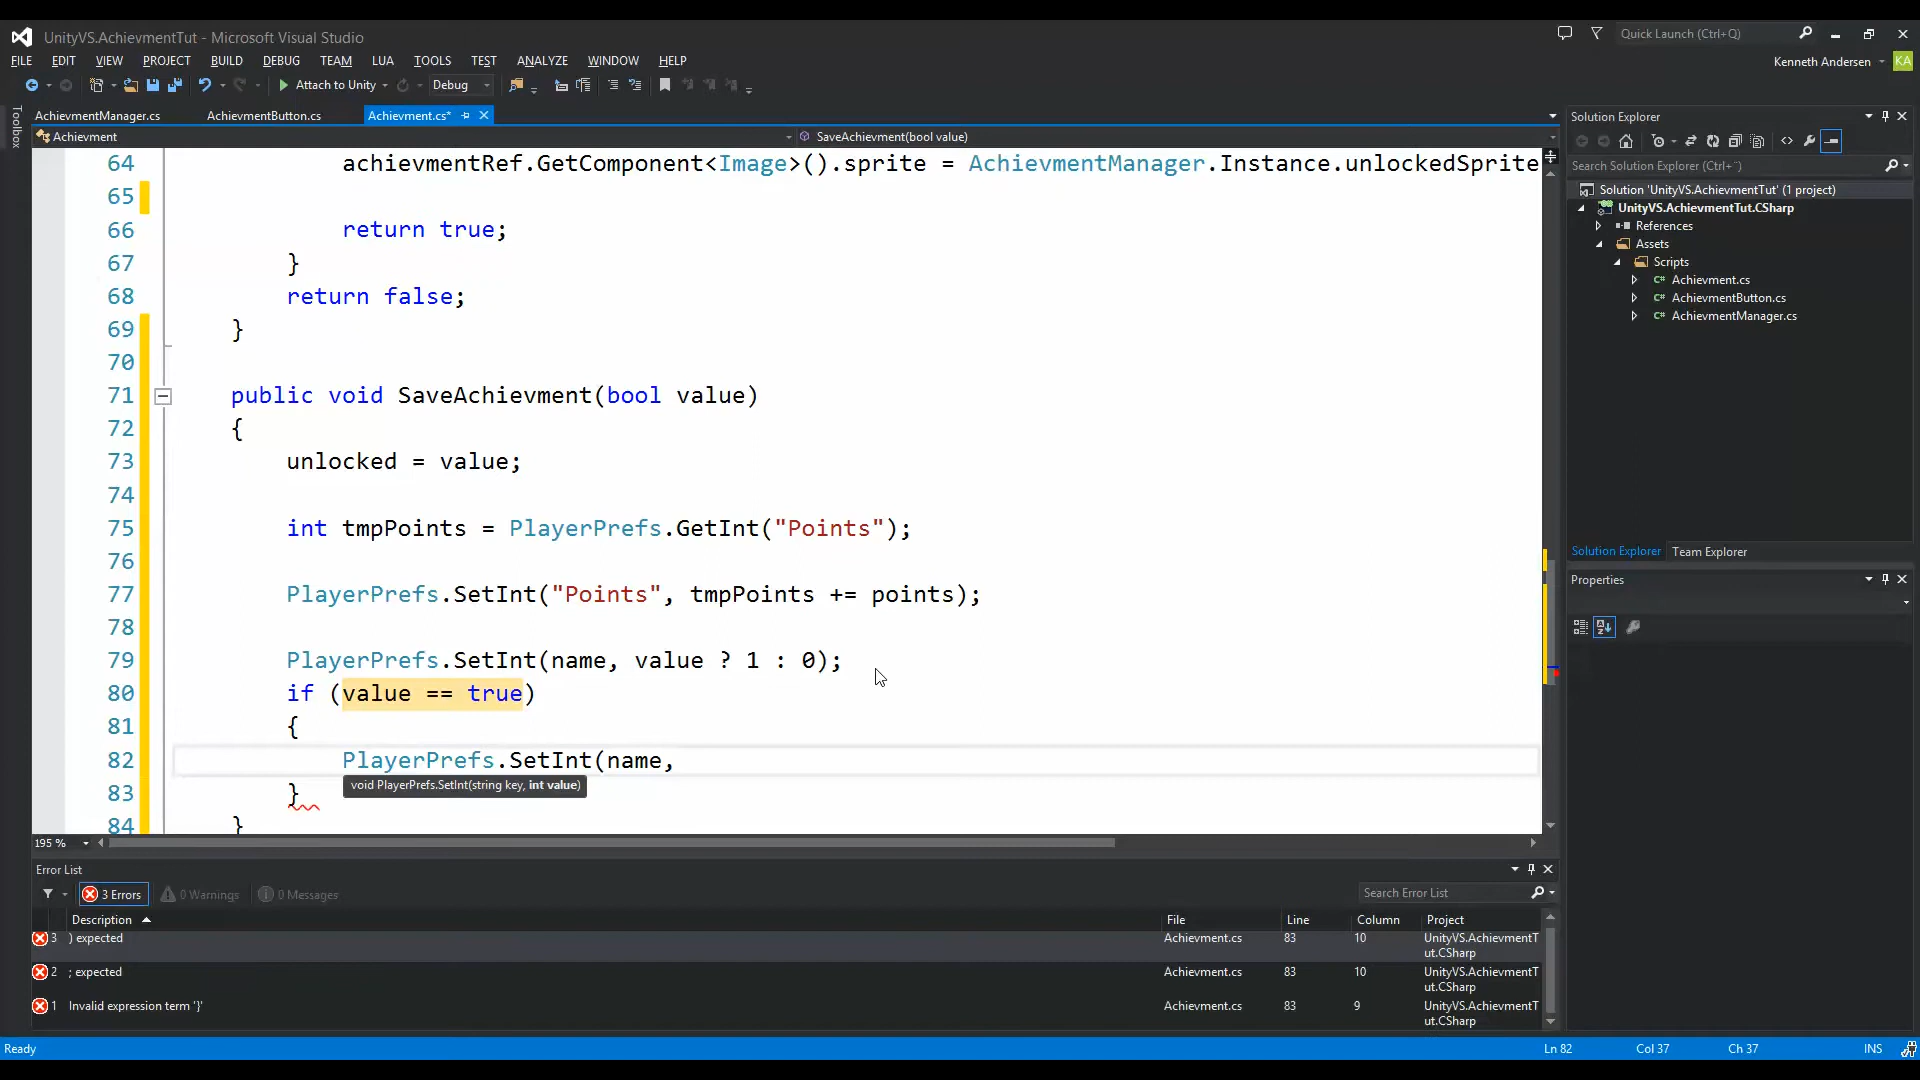 UnityVS.AchievmentTut - Microsoft Visual Studio
Quick Launch (Ctrl+Q)
FILE EDIT VIEW PROJECT BUILD DEBUG TEAM LUA TOOLS TEST ANALYZE WINDOW HELP
Kenneth Andersen KA
Attach to Unity Debug
Toolbox
AchievmentManager.cs AchievmentButton.cs Achievment.cs*
Achievment SaveAchievment(bool value)
64 achievmentRef.GetComponent<Image>().sprite = AchievmentManager.Instance.unlockedSprite
65
66 return true;
67 }
68 return false;
69 }
70
71 public void SaveAchievment(bool value)
72 {
73 unlocked = value;
74
75 int tmpPoints = PlayerPrefs.GetInt("Points");
76
77 PlayerPrefs.SetInt("Points", tmpPoints += points);
78
79 PlayerPrefs.SetInt(name, value ? 1 : 0);
80 if (value == true)
81 {
82 PlayerPrefs.SetInt(name,
void PlayerPrefs.SetInt(string key, int value)
83 }
84 }
195 %
Solution Explorer
Search Solution Explorer (Ctrl+¨)
Solution 'UnityVS.AchievmentTut' (1 project)
UnityVS.AchievmentTut.CSharp
References
Assets
Scripts
C# Achievment.cs
C# AchievmentButton.cs
C# AchievmentManager.cs
Solution Explorer Team Explorer
Properties
Error List
3 Errors 0 Warnings 0 Messages
Search Error List
Description File Line Column Project
3 ) expected Achievment.cs 83 10 UnityVS.AchievmentT
ut.CSharp
2 ; expected Achievment.cs 83 10 UnityVS.AchievmentT
ut.CSharp
1 Invalid expression term '}' Achievment.cs 83 9 UnityVS.AchievmentT
ut.CSharp
Ready Ln 82 Col 37 Ch 37 INS